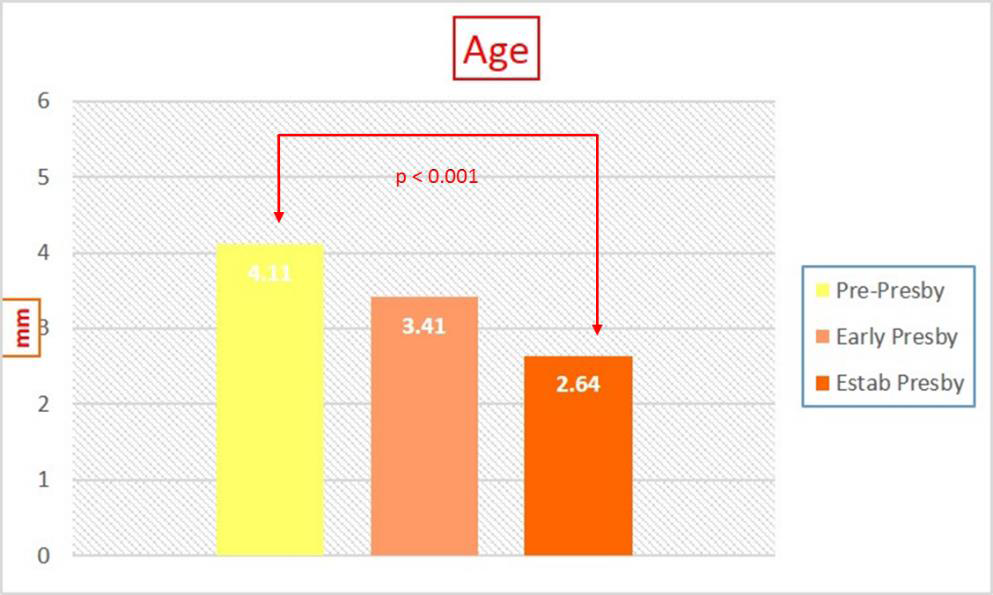 Age
6
5
4
3
2
1
0
mm
p < 0.001
4.11
3.41
2.64
Pre-Presby
Early Presby
Estab Presby